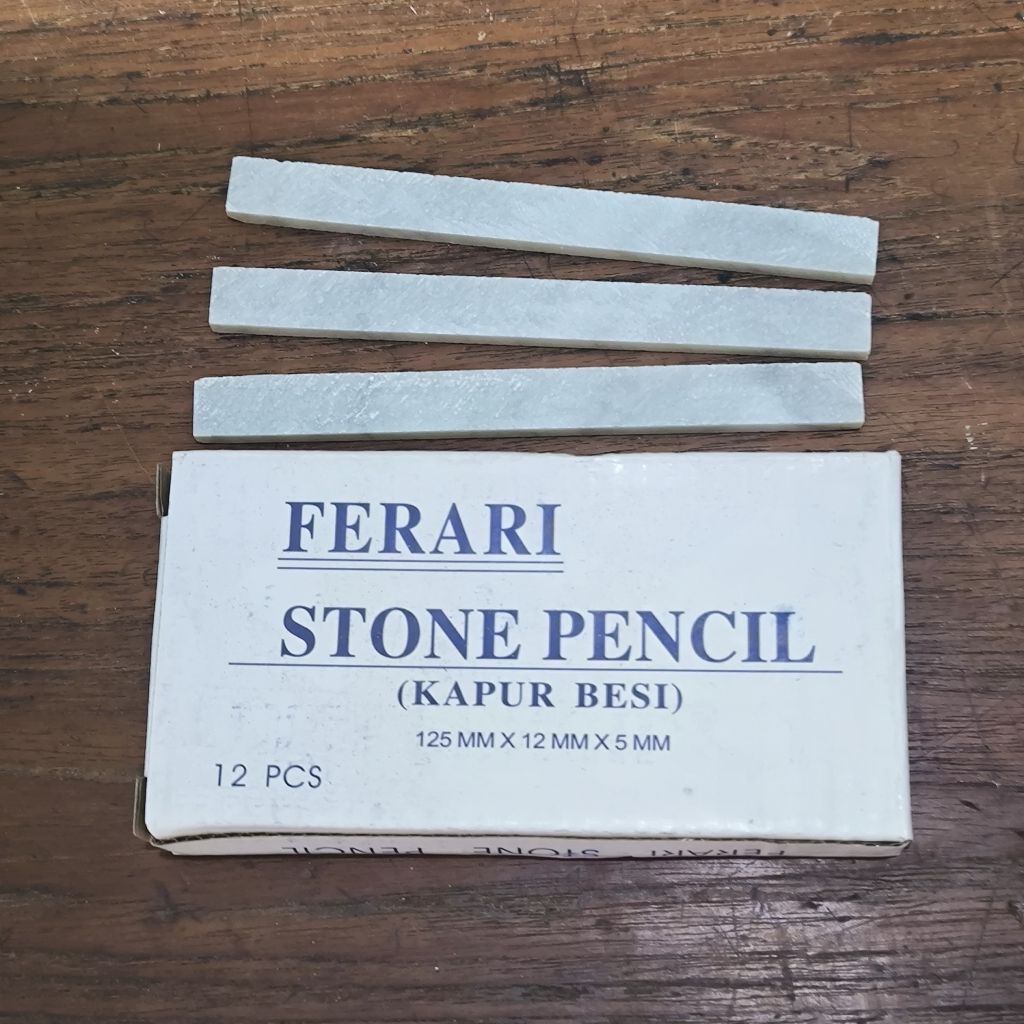 FERARI
STONE PENCIL
(KAPUR BESI)
125 MM X 12 MM X 5 MM
12 PCS
FERARI STONE PENCIL